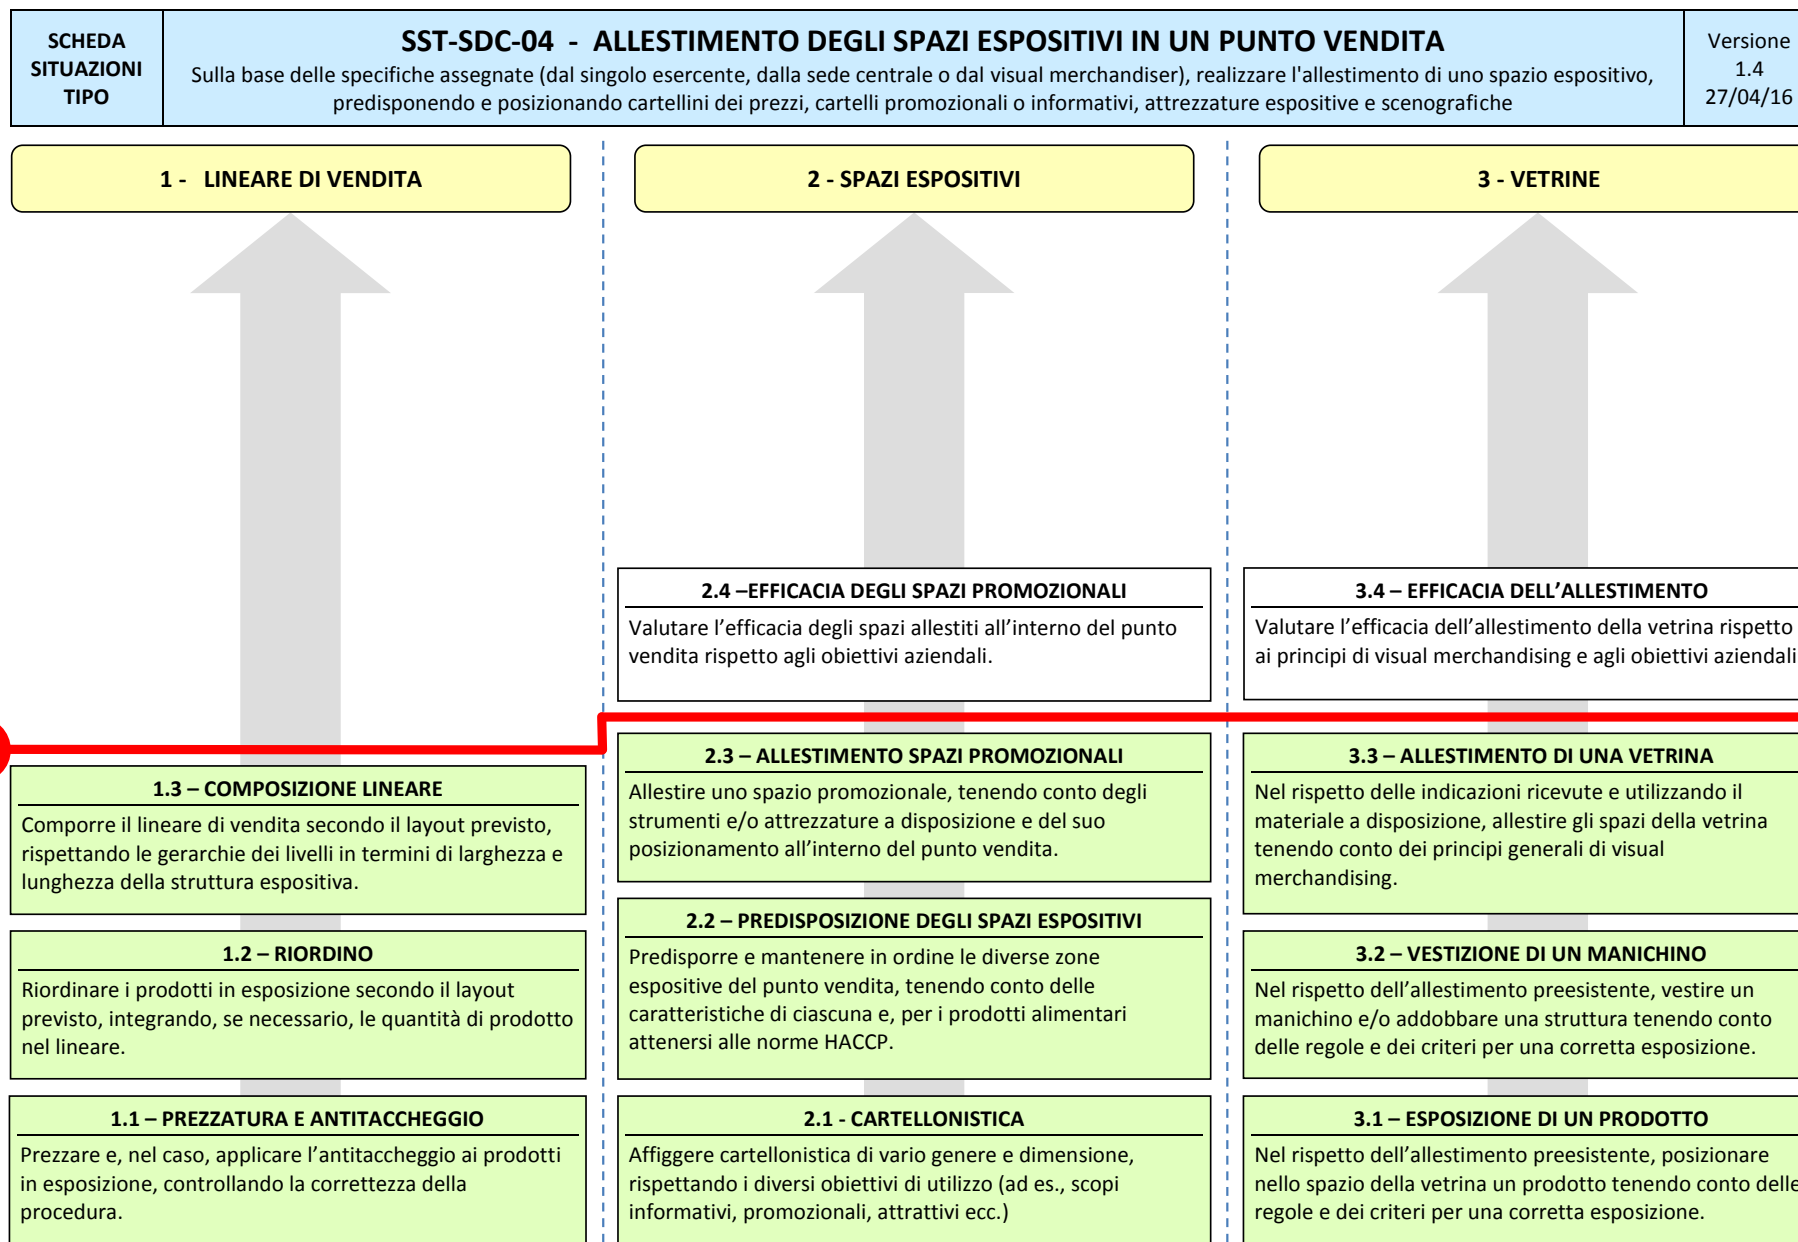 SCHEDA
SITUAZIONI
TIPO
SST-SDC-04 - ALLESTIMENTO DEGLI SPAZI ESPOSITIVI IN UN PUNTO VENDITA
Sulla base delle specifiche assegnate (dal singolo esercente, dalla sede centrale o dal visual merchandiser), realizzare l'allestimento di uno spazio espositivo,
predisponendo e posizionando cartellini dei prezzi, cartelli promozionali o informativi, attrezzature espositive e scenografiche
Versione
1.4
27/04/16
1 - LINEARE DI VENDITA
2 - SPAZI ESPOSITIVI
3 - VETRINE
2.4 –EFFICACIA DEGLI SPAZI PROMOZIONALI
Valutare l’efficacia degli spazi allestiti all’interno del punto
vendita rispetto agli obiettivi aziendali.
3.4 – EFFICACIA DELL’ALLESTIMENTO
Valutare l’efficacia dell’allestimento della vetrina rispetto
ai principi di visual merchandising e agli obiettivi aziendali
1.3 – COMPOSIZIONE LINEARE
Comporre il lineare di vendita secondo il layout previsto,
rispettando le gerarchie dei livelli in termini di larghezza e
lunghezza della struttura espositiva.
2.3 – ALLESTIMENTO SPAZI PROMOZIONALI
Allestire uno spazio promozionale, tenendo conto degli
strumenti e/o attrezzature a disposizione e del suo
posizionamento all’interno del punto vendita.
3.3 – ALLESTIMENTO DI UNA VETRINA
Nel rispetto delle indicazioni ricevute e utilizzando il
materiale a disposizione, allestire gli spazi della vetrina
tenendo conto dei principi generali di visual
merchandising.
1.2 – RIORDINO
Riordinare i prodotti in esposizione secondo il layout
previsto, integrando, se necessario, le quantità di prodotto
nel lineare.
2.2 – PREDISPOSIZIONE DEGLI SPAZI ESPOSITIVI
Predisporre e mantenere in ordine le diverse zone
espositive del punto vendita, tenendo conto delle
caratteristiche di ciascuna e, per i prodotti alimentari
attenersi alle norme HACCP.
3.2 – VESTIZIONE DI UN MANICHINO
Nel rispetto dell’allestimento preesistente, vestire un
manichino e/o addobbare una struttura tenendo conto
delle regole e dei criteri per una corretta esposizione.
1.1 – PREZZATURA E ANTITACCHEGGIO
Prezzare e, nel caso, applicare l’antitaccheggio ai prodotti
in esposizione, controllando la correttezza della
procedura.
2.1 - CARTELLONISTICA
Affiggere cartellonistica di vario genere e dimensione,
rispettando i diversi obiettivi di utilizzo (ad es., scopi
informativi, promozionali, attrattivi ecc.)
3.1 – ESPOSIZIONE DI UN PRODOTTO
Nel rispetto dell’allestimento preesistente, posizionare
nello spazio della vetrina un prodotto tenendo conto delle
regole e dei criteri per una corretta esposizione.